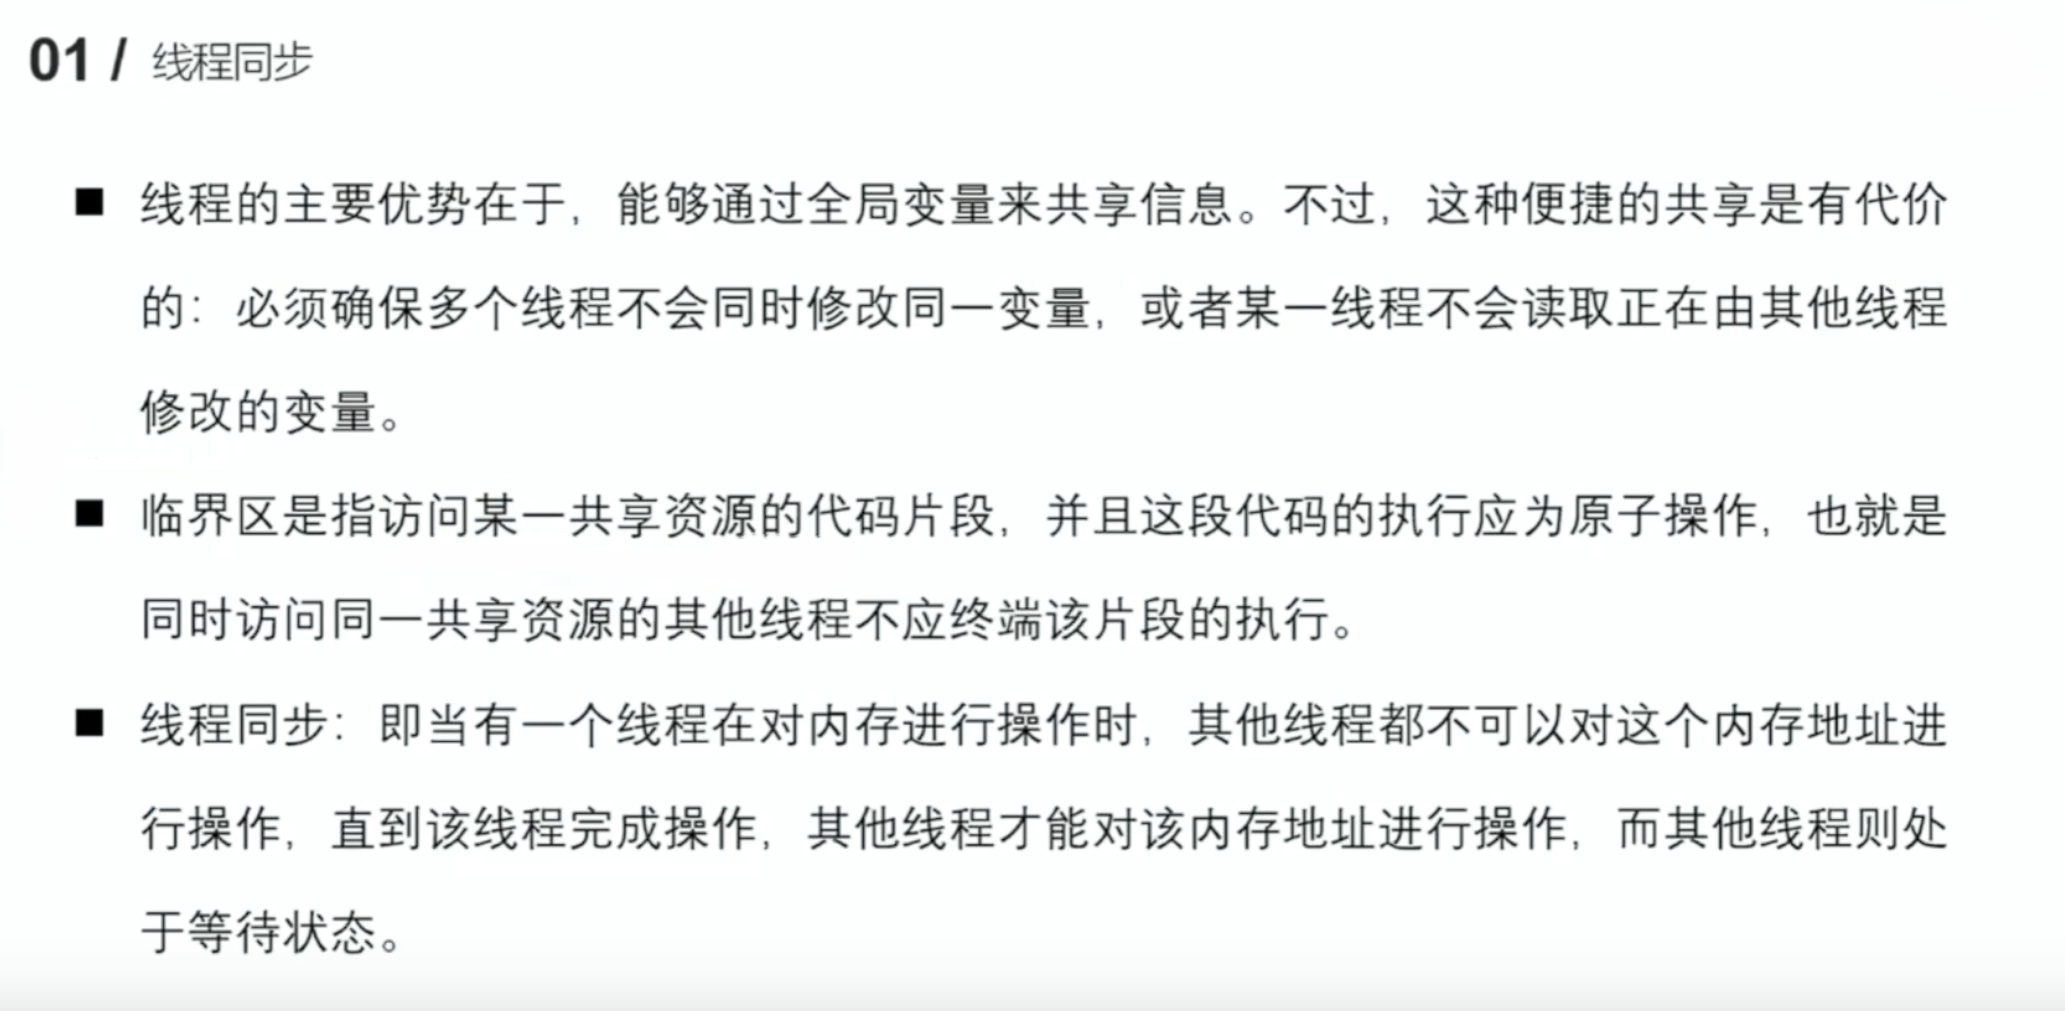 01 / 线程同步
■ 线程的主要优势在于，能够通过全局变量来共享信息。不过，这种便捷的共享是有代价
的：必须确保多个线程不会同时修改同一变量，或者某一线程不会读取正在由其他线程
修改的变量。
■ 临界区是指访问某一共享资源的代码片段，并且这段代码的执行应为原子操作，也就是
同时访问同一共享资源的其他线程不应终端该片段的执行。
■ 线程同步：即当有一个线程在对内存进行操作时，其他线程都不可以对这个内存地址进
行操作，直到该线程完成操作，其他线程才能对该内存地址进行操作，而其他线程则处
于等待状态。